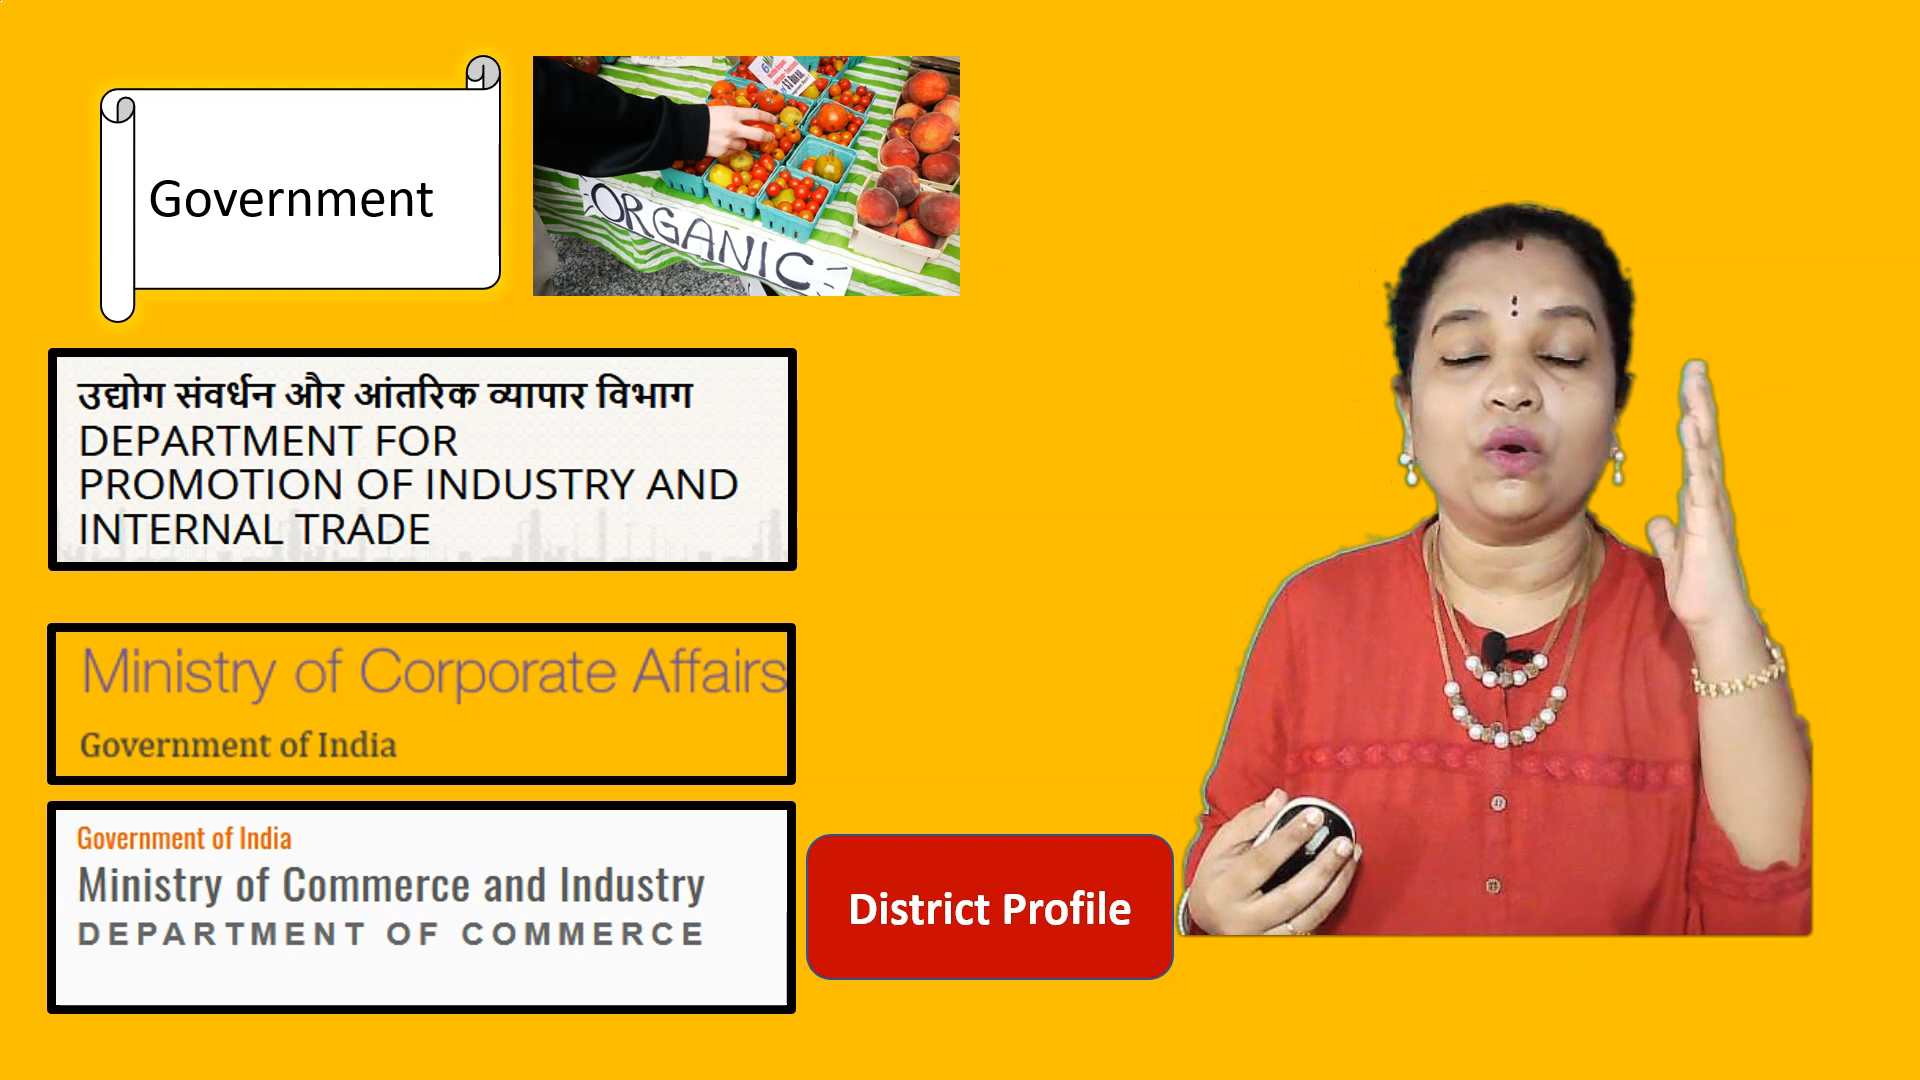 Government
ORGANIC
उद्योग संवर्धन और आंतरिक व्यापार विभाग
DEPARTMENT FOR
PROMOTION OF INDUSTRY AND
INTERNAL TRADE
Ministry of Corporate Affairs
Government of India
Government of India
Ministry of Commerce and Industry
DEPARTMENT OF COMMERCE
District Profile